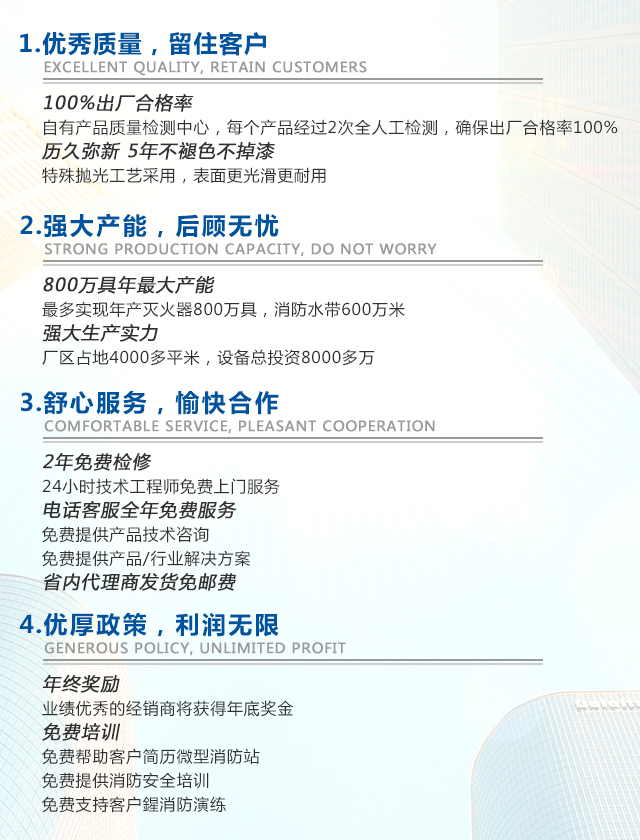 1.优秀质量，留住客户
EXCELLENT QUALITY, RETAIN CUSTOMERS
100%出厂合格率
自有产品质量检测中心，每个产品经过2次全人工检测，确保出厂合格率100%
历久弥新 5年不褪色不掉漆
特殊抛光工艺采用，表面更光滑更耐用
2.强大产能，后顾无忧
STRONG PRODUCTION CAPACITY, DO NOT WORRY
800万具年最大产能
最多实现年产灭火器800万具，消防水带600万米
强大生产实力
厂区占地4000多平米，设备总投资8000多万
3.舒心服务，愉快合作
COMFORTABLE SERVICE, PLEASANT COOPERATION
2年免费检修
24小时技术工程师免费上门服务
电话客服全年免费服务
免费提供产品技术咨询
免费提供产品/行业解决方案
省内代理商发货免邮费
4.优厚政策，利润无限
GENEROUS POLICY, UNLIMITED PROFIT
年终奖励
业绩优秀的经销商将获得年底奖金
免费培训
免费帮助客户简历微型消防站
免费提供消防安全培训
免费支持客户鍟消防演练